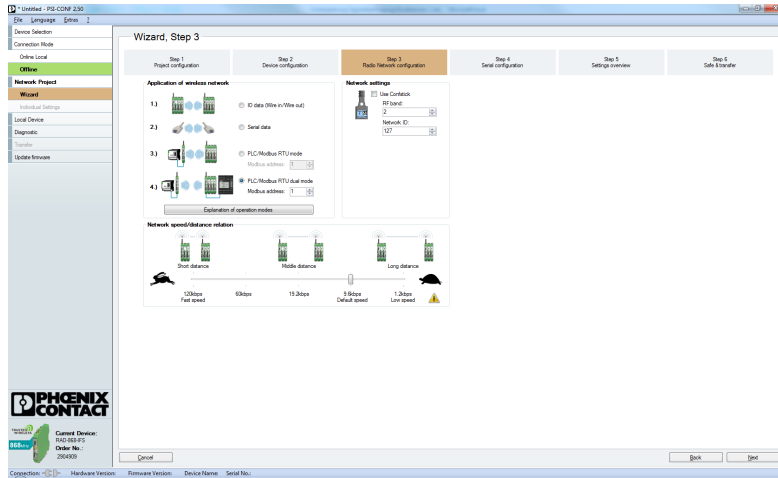 * Untitled - PSI-CONF 2.50
File Language Extras ?
Device Selection
Connection Mode
Online Local
Offline
Network Project
Wizard
Individual Settings
Local Device
Diagnostic
Transfer
Update firmware
Wizard, Step 3
Step 1
Project configuration
Step 2
Device configuration
Step 3
Radio Network configuration
Step 4
Serial configuration
Step 5
Settings overview
Step 6
Safe & transfer
Application of wireless network
1.) IO data (Wire in/Wire out)
2.) Serial data
3.) PLC/Modbus RTU mode
Modbus address: 1
4.) PLC/Modbus RTU dual mode
Modbus address: 1
Explanation of operation modes
Network settings
Use Confstick
RF band:
2
Network ID:
127
Network speed/distance relation
Short distance
Middle distance
Long distance
120kbps
Fast speed
60kbps
19.2kbps
9.6kbps
Default speed
1.2kbps
Low speed
PHŒNIX
CONTACT
868MHz
Current Device:
RAD-868-IFS
Order No.:
2904909
Cancel
Back
Next
Connection: Hardware Version: Firmware Version: Device Name: Serial No.: